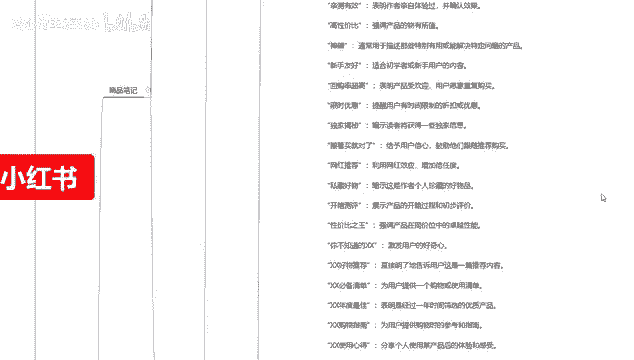 "亲测有效"：表明作者亲自体验过，并确认效果。
"高性价比"：强调产品的物有所值。
"神器"：通常用于描述那些特别有用或能解决特定问题的产品。
商品笔记
"新手友好"：适合初学者或新手用户的内容。
"回购率超高"：表明产品受欢迎，用户愿意重复购买。
"限时优惠"：提醒用户有时间限制的折扣或优惠。
"独家揭秘"：暗示读者将获得一些独家信息。
"跟着买就对了"：给予用户信心，鼓励他们跟随推荐购买。
小红书
"网红推荐"：利用网红效应，增加信任度。
"私藏好物"：暗示这是作者个人珍藏的好物品。
"开箱测评"：展示产品的开箱过程和初步评价。
"性价比之王"：强调产品在同价位中的卓越性能。
"你不知道的XX"：激发用户的好奇心。
"XX好物推荐"：直接明了地告诉用户这是一篇推荐内容。
"XX必备清单"：为用户提供一个购物或使用清单。
"XX年度最佳"：表明是经过一年时间筛选的优质产品。
"XX购物指南"：为用户提供购物时的参考和指南。
"XX使用心得"：分享个人使用某产品后的体验和感受。